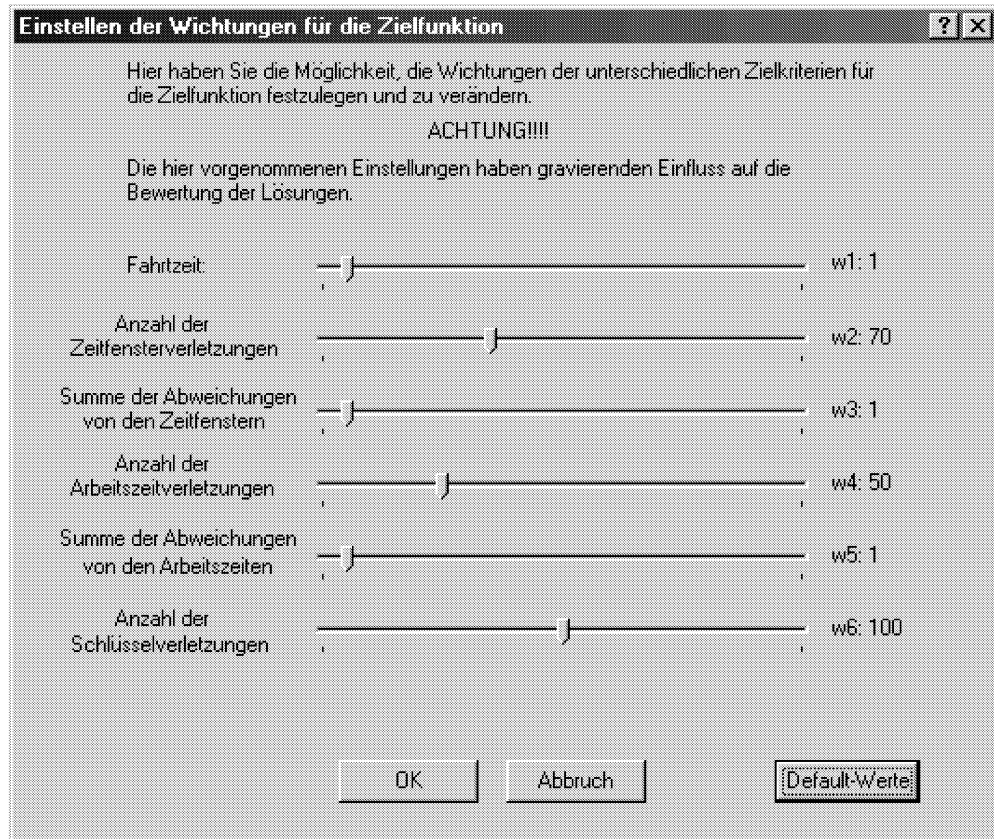 Einstellen der Wichtungen für die Zielfunktion
Hier haben Sie die Möglichkeit, die Wichtungen der unterschiedlichen Zielkriterien für
die Zielfunktion festzulegen und zu verändern.
ACHTUNG!!!!
Die hier vorgenommenen Einstellungen haben gravierenden Einfluss auf die
Bewertung der Lösungen.
Fahrtzeit: w1: 1
Anzahl der
Zeitfensterverletzungen w2: 70
Summe der Abweichungen
von den Zeitfenstern w3: 1
Anzahl der
Arbeitszeitverletzungen w4: 50
Summe der Abweichungen
von den Arbeitszeiten w5: 1
Anzahl der
Schlüsselverletzungen w6: 100
OK Abbruch Default-Werte